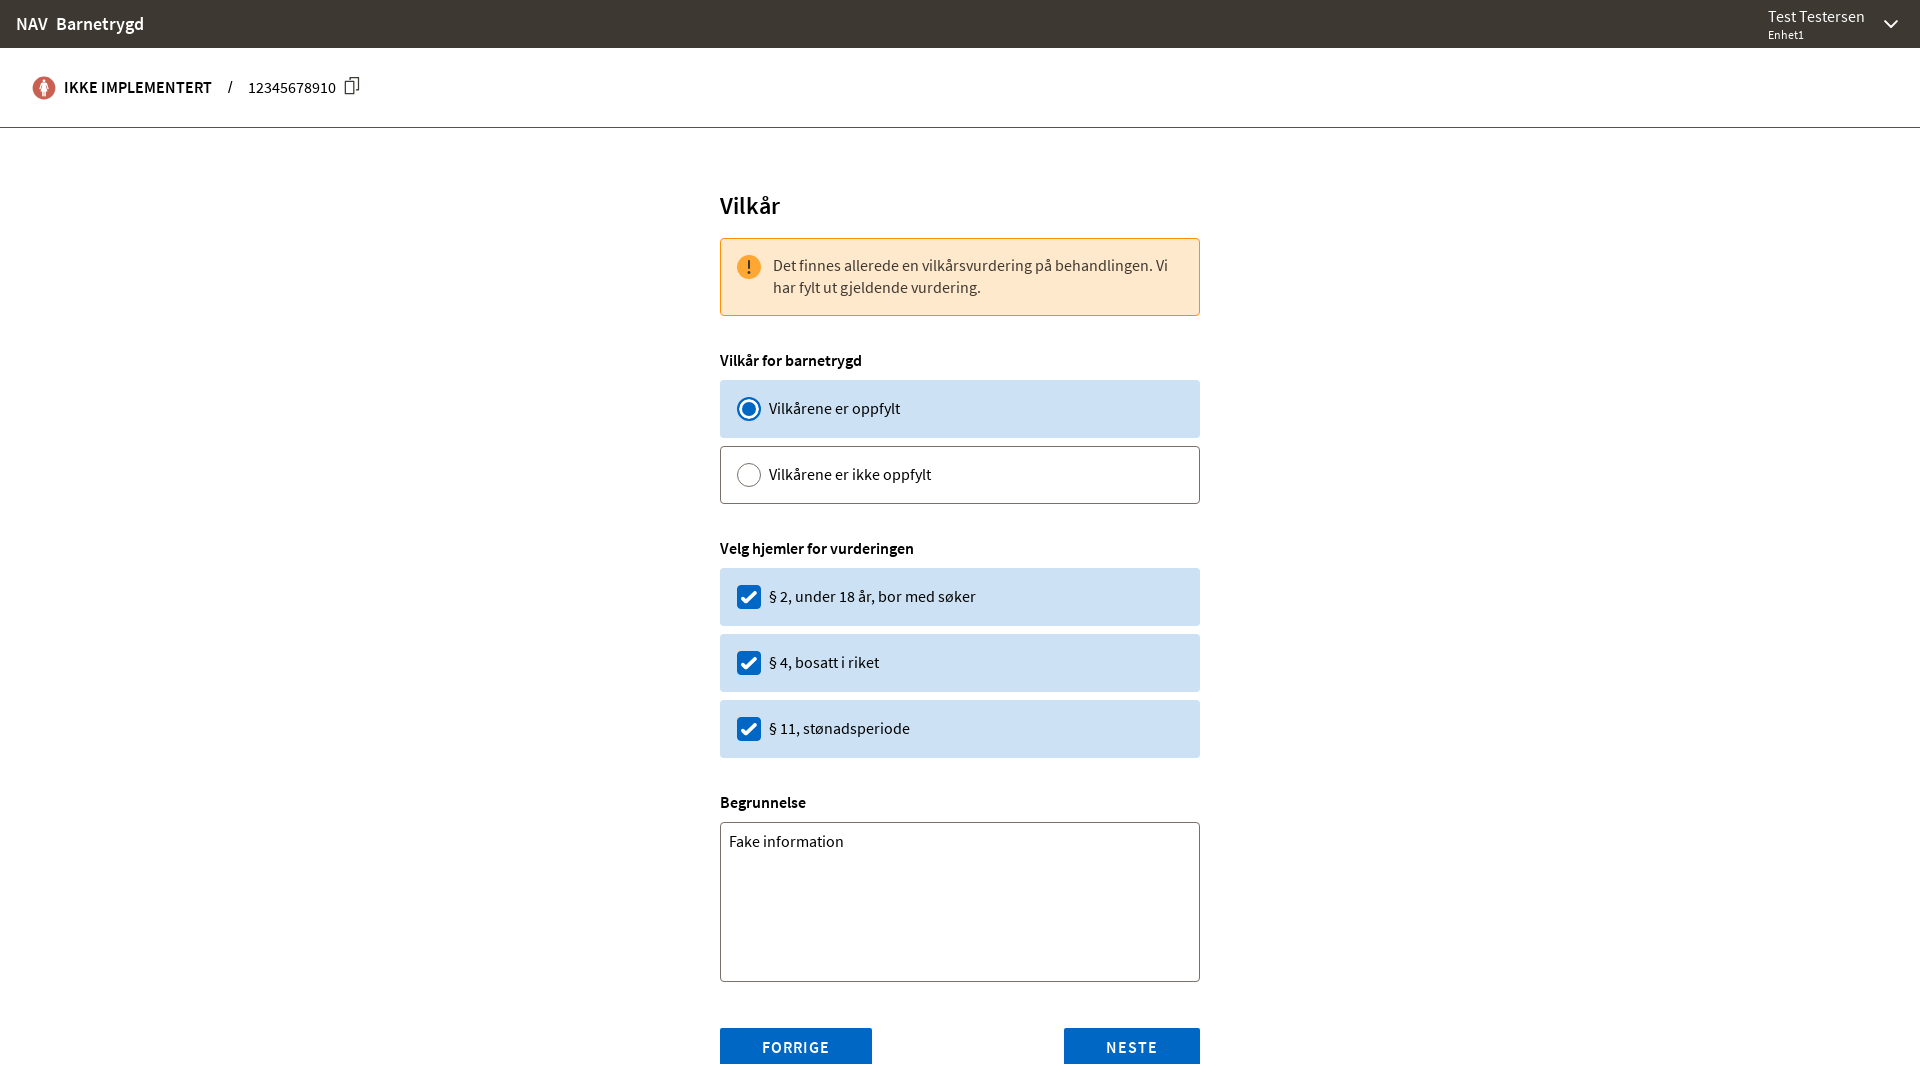 NAV Barnetrygd
Test Testersen
Enhet1
IKKE IMPLEMENTERT / 12345678910
Vilkår
Det finnes allerede en vilkårsvurdering på behandlingen. Vi
har fylt ut gjeldende vurdering.
Vilkår for barnetrygd
Vilkårene er oppfylt
Vilkårene er ikke oppfylt
Velg hjemler for vurderingen
§ 2, under 18 år, bor med søker
§ 4, bosatt i riket
§ 11, stønadsperiode
Begrunnelse
Fake information
FORRIGE
NESTE